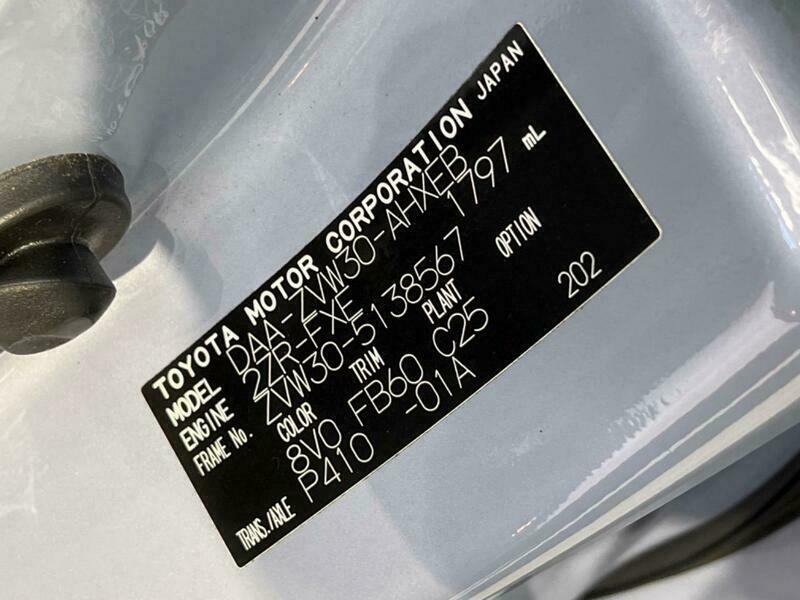 TOYOTA MOTOR CORPORATION JAPAN
MODEL DAA-ZVW30-AHXEB
ENGINE 2ZR-FXE 1797 mL
FRAME No. ZVW30-5138567
COLOR TRIM PLANT OPTION
8V0 FB60 C25 202
TRANS./AXLE P410 -01A